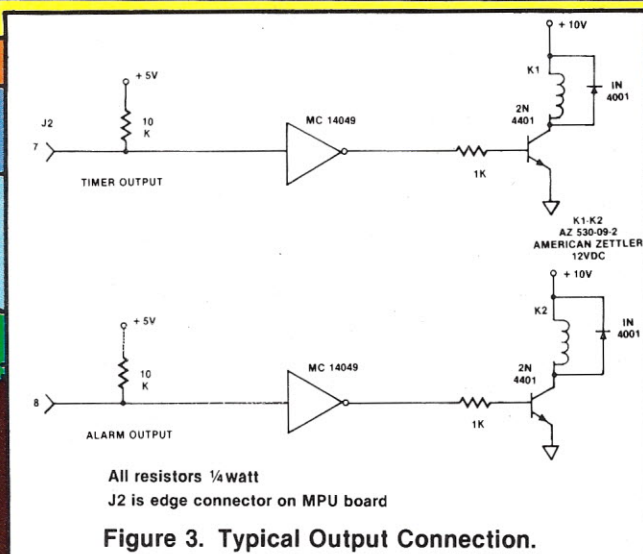 + 10V
K1
IN
4001
+ 5V
10
K
J2
7
MC 14049
2N
4401
1K
TIMER OUTPUT
K1-K2
AZ 530-09-2
AMERICAN ZETTLER
12VDC
+ 10V
K2
IN
4001
+ 5V
10
K
8
MC 14049
2N
4401
1K
ALARM OUTPUT
All resistors ¼ watt
J2 is edge connector on MPU board
Figure 3. Typical Output Connection.